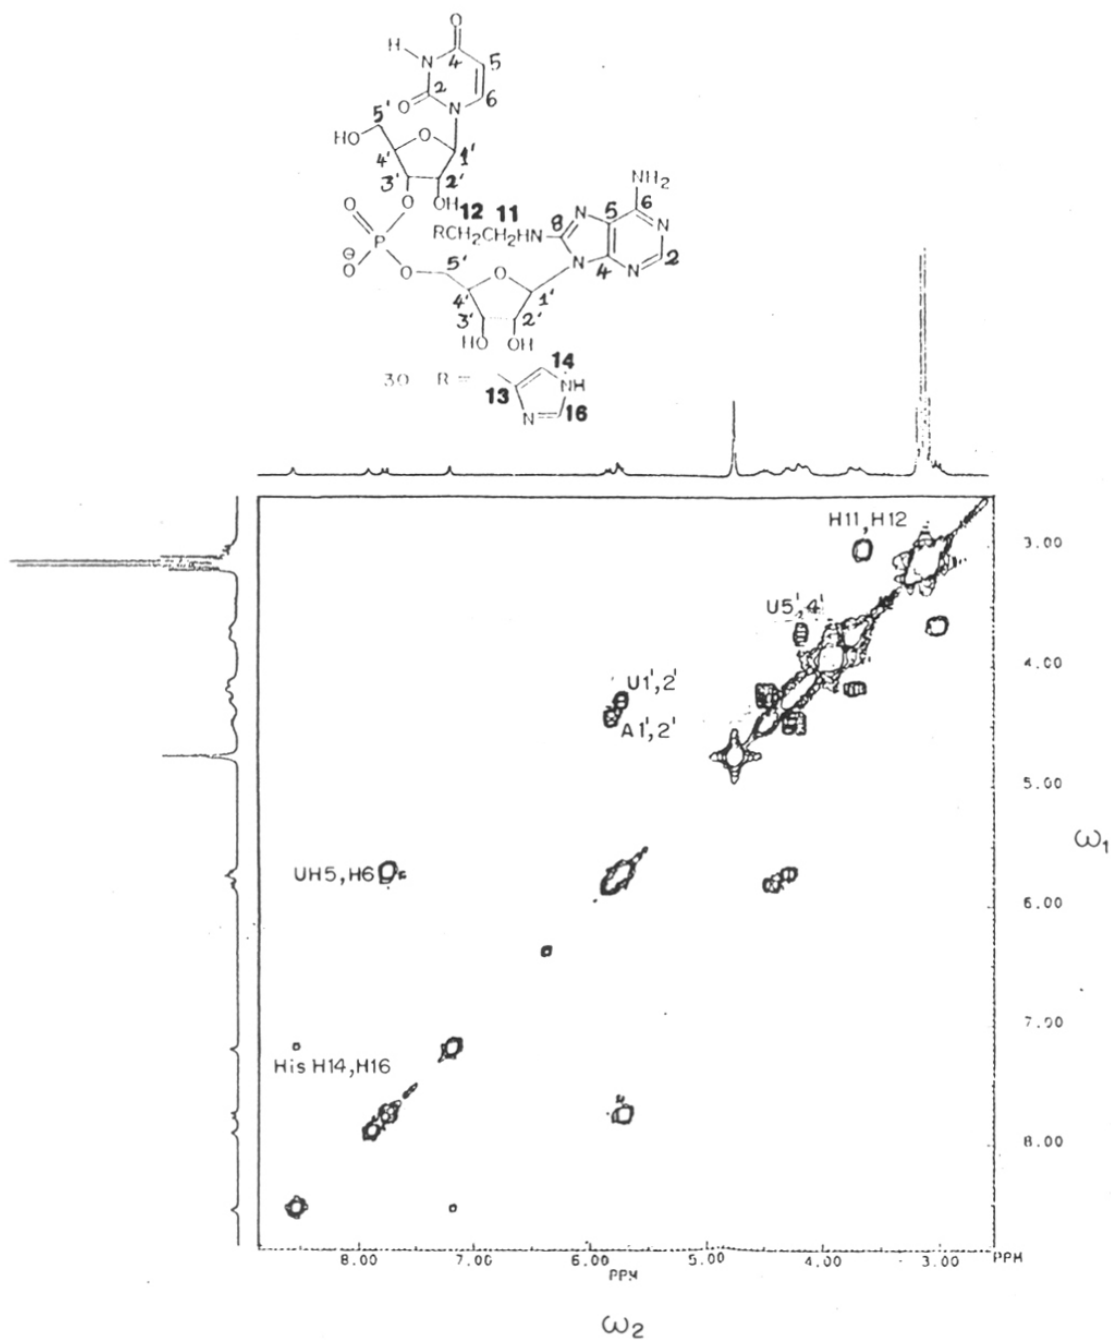 O
H
N
4
5
O
2
N
6
5'
HO
O
4'
1'
3'
2'
NH2
O
OH
12 11
N
5
6
N
O
P
RCH2CH2HN
8
N
4
N
2
⊖O
O
5'
O
4'
1'
3'
2'
HO
OH
30 R =
14
13
NH
N
16
H11,H12
3.00
U5',4'
4.00
U1',2'
A1',2'
5.00
ω1
UH5,H6
6.00
7.00
His H14,H16
8.00
8.00 7.00 6.00 5.00 4.00 3.00 PPM
PPM
ω2